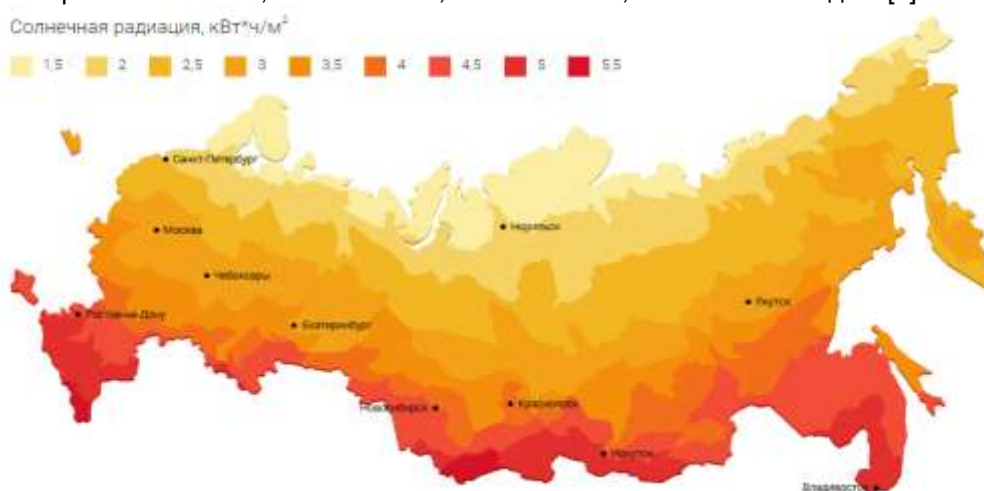 Солнечная радиация, кВт*ч/м²
1,5 2 2,5 3 3,5 4 4,5 5 5,5
Санкт-Петербург
Москва
Норильск
Чебоксары
Якутск
Ростов-на-Дону
Екатеринбург
Новосибирск
Красноярск
Иркутск
Владивосток